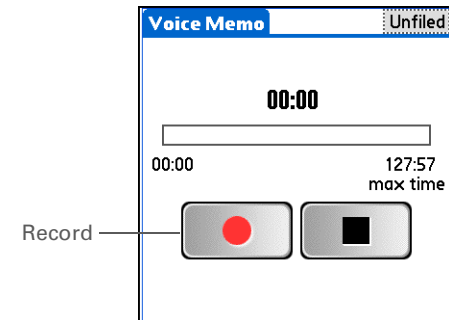 Voice Memo Unfiled
00:00
00:00 127:57
max time
Record